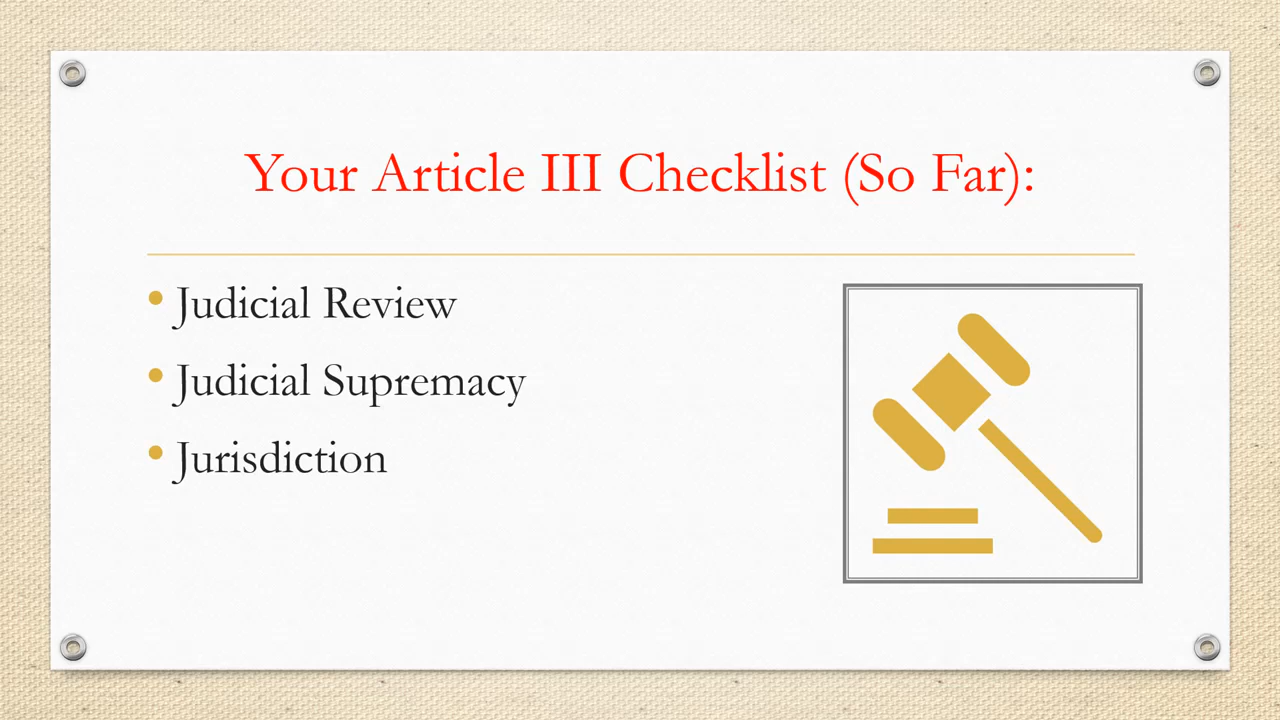 Your Article III Checklist (So Far):
• Judicial Review
• Judicial Supremacy
• Jurisdiction